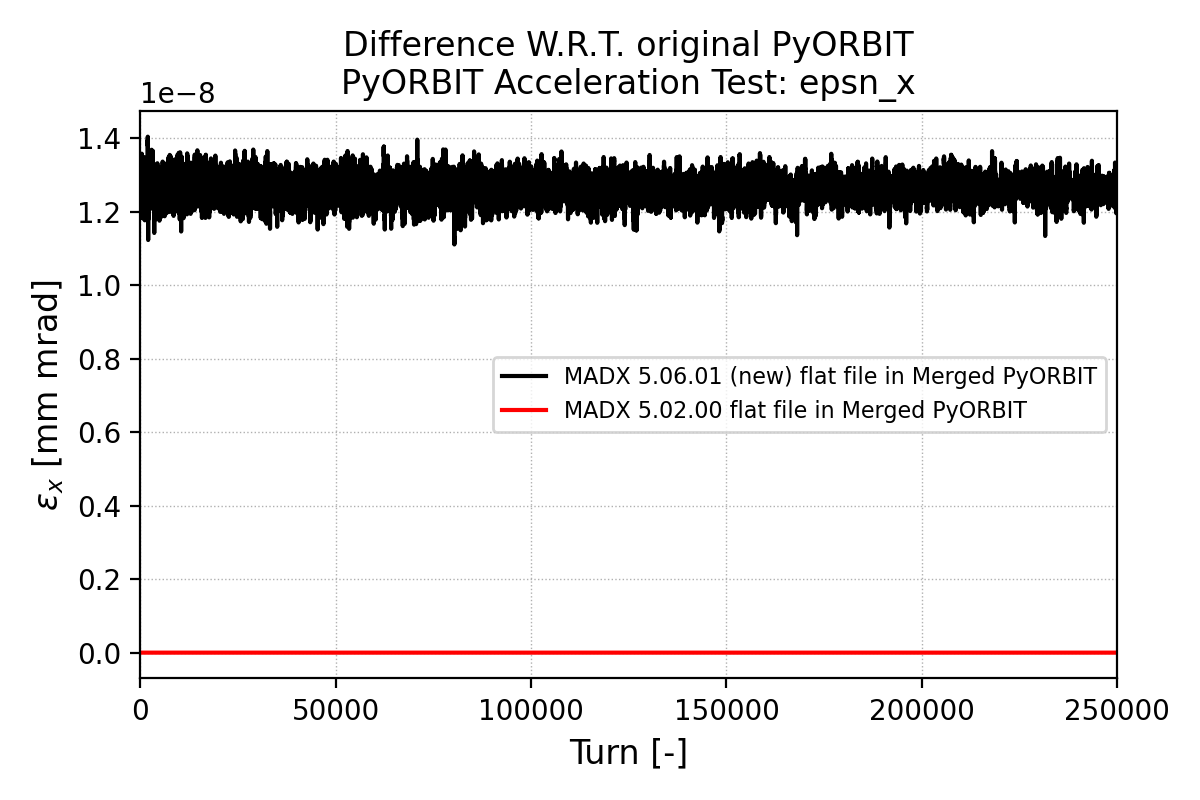 Difference W.R.T. original PyORBIT
PyORBIT Acceleration Test: epsn_x
1e−8
1.4
1.2
1.0
0.8
0.6
0.4
0.2
0.0
εx [mm mrad]
MADX 5.06.01 (new) flat file in Merged PyORBIT
MADX 5.02.00 flat file in Merged PyORBIT
0 50000 100000 150000 200000 250000
Turn [-]